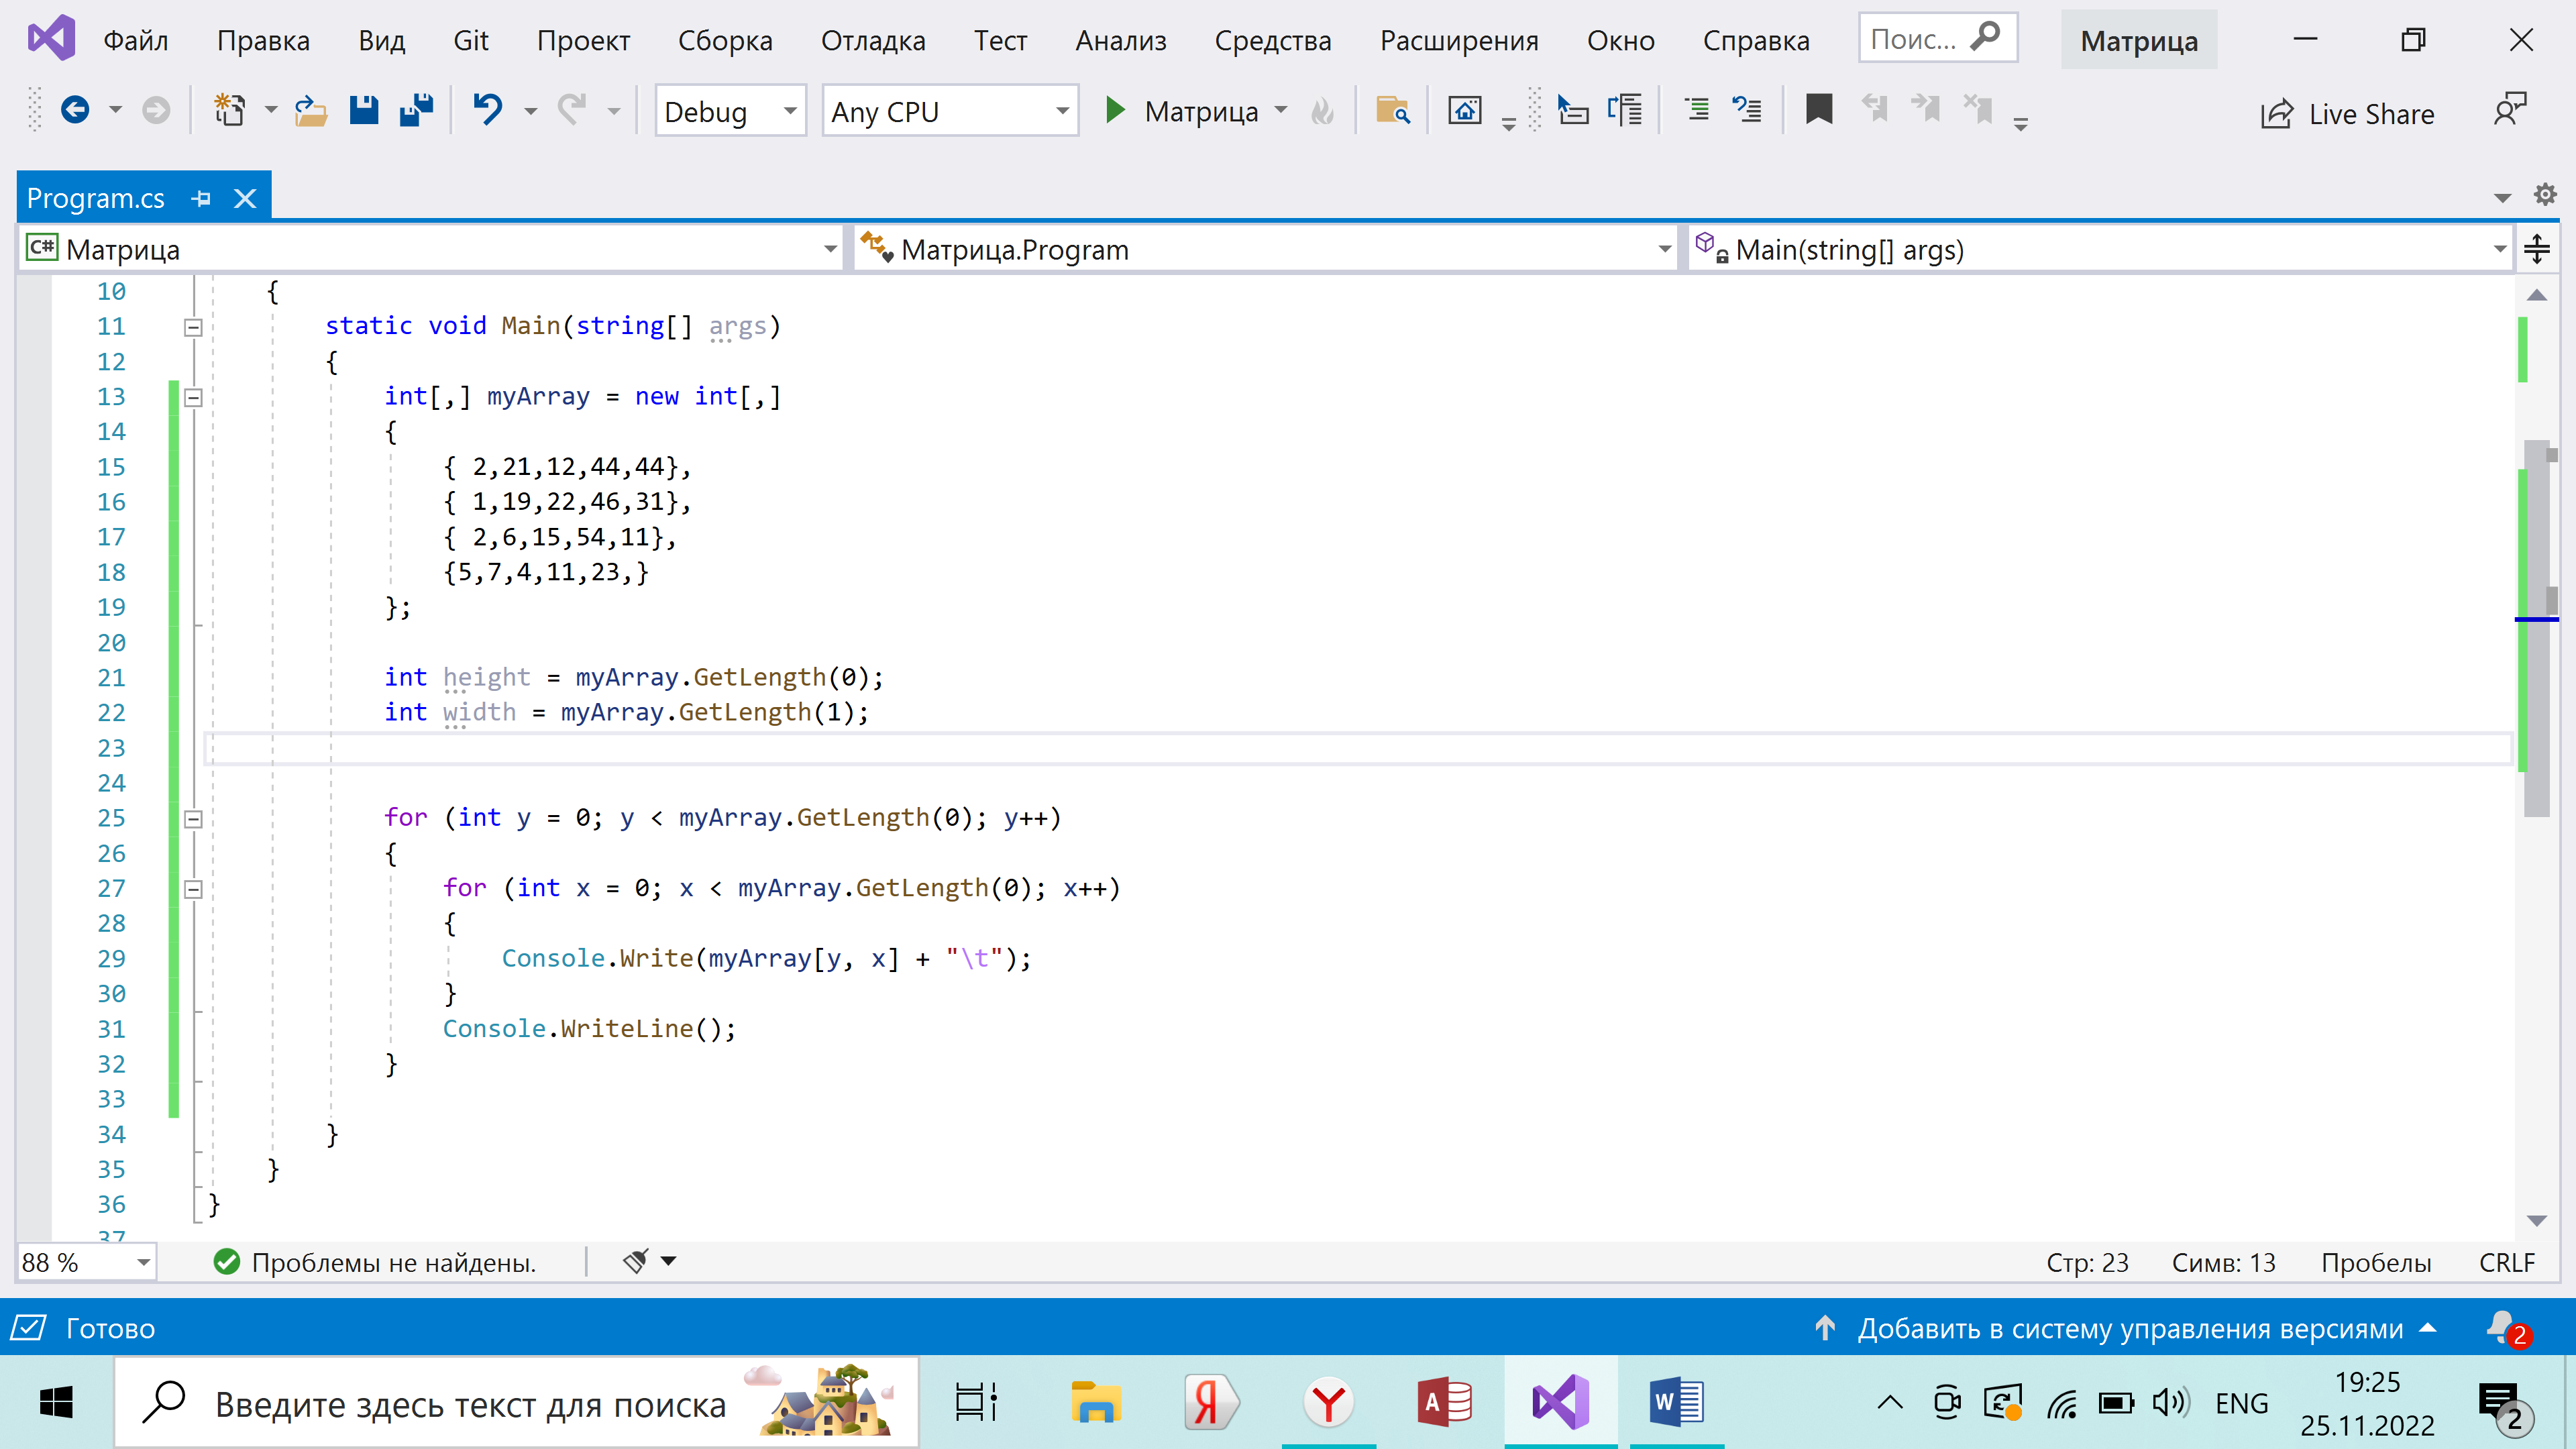 Файл Правка Вид Git Проект Сборка Отладка Тест Анализ Средства Расширения Окно Справка Поис... Матрица
Debug Any CPU Матрица Live Share
Program.cs
C# Матрица Матрица.Program Main(string[] args)
10 {
11 static void Main(string[] args)
12 {
13 int[,] myArray = new int[,]
14 {
15 { 2,21,12,44,44},
16 { 1,19,22,46,31},
17 { 2,6,15,54,11},
18 {5,7,4,11,23,}
19 };
20
21 int height = myArray.GetLength(0);
22 int width = myArray.GetLength(1);
23
24
25 for (int y = 0; y < myArray.GetLength(0); y++)
26 {
27 for (int x = 0; x < myArray.GetLength(0); x++)
28 {
29 Console.Write(myArray[y, x] + "\t");
30 }
31 Console.WriteLine();
32 }
33
34 }
35 }
36 }
37
88 % Проблемы не найдены. Стр: 23 Симв: 13 Пробелы CRLF
Готово Добавить в систему управления версиями 2
Введите здесь текст для поиска Я Y A W ENG 19:25
25.11.2022 2